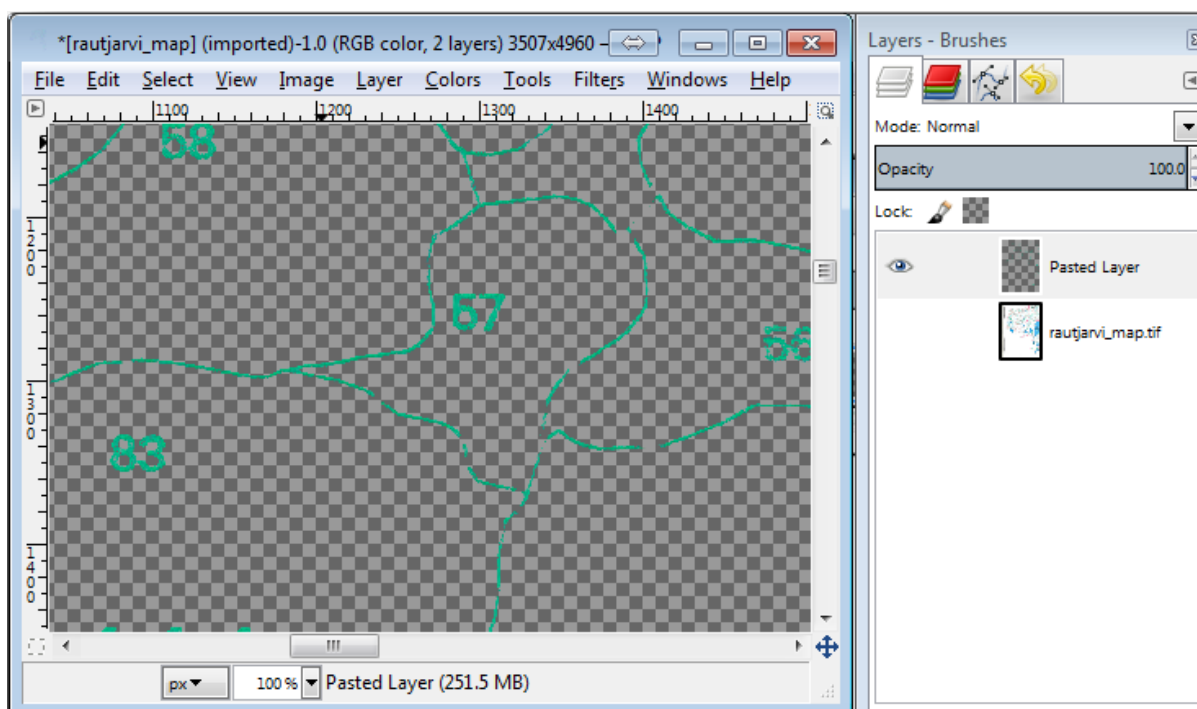 *[rautjarvi_map] (imported)-1.0 (RGB color, 2 layers) 3507x4960 –
File Edit Select View Image Layer Colors Tools Filters Windows Help
1100 1200 1300 1400
58
1200
57
56
1300
83
1400
px 100 % Pasted Layer (251.5 MB)
Layers - Brushes
Mode: Normal
Opacity 100.0
Lock:
Pasted Layer
rautjarvi_map.tif